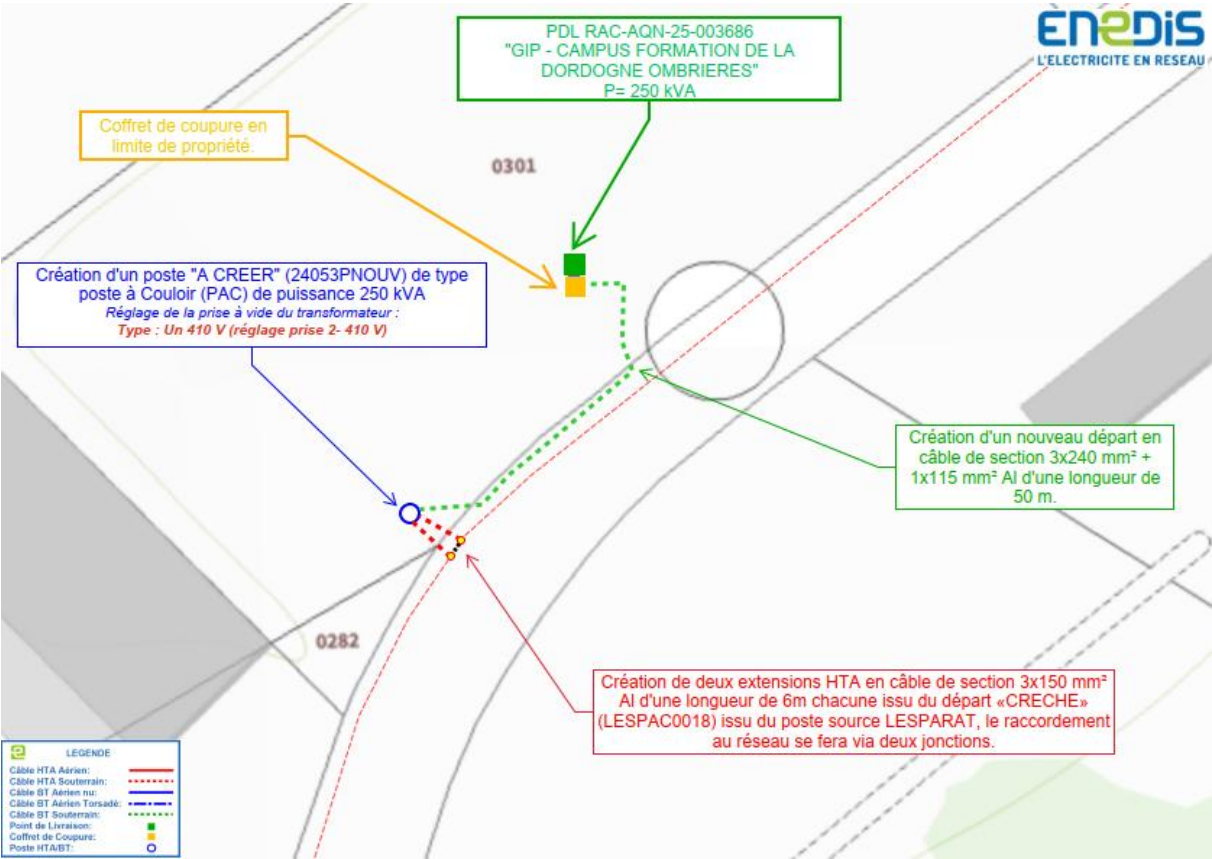 PDL RAC-AQN-25-003686
"GIP - CAMPUS FORMATION DE LA
DORDOGNE OMBRIERES"
P= 250 kVA
ENEDIS
L'ELECTRICITE EN RESEAU
Coffret de coupure en
limite de propriété.
0301
Création d'un poste "A CREER" (24053PNOUV) de type
poste à Couloir (PAC) de puissance 250 kVA
Réglage de la prise à vide du transformateur :
Type : Un 410 V (réglage prise 2- 410 V)
Création d'un nouveau départ en
câble de section 3x240 mm² +
1x115 mm² Al d'une longueur de
50 m.
0282
Création de deux extensions HTA en câble de section 3x150 mm²
Al d'une longueur de 6m chacune issu du départ «CRECHE»
(LESPAC0018) issu du poste source LESPARAT, le raccordement
au réseau se fera via deux jonctions.
LEGENDE
Câble HTA Aérien:
Câble HTA Souterrain:
Câble BT Aérien nu:
Câble BT Aérien Torsadé:
Câble BT Souterrain:
Point de Livraison:
Coffret de Coupure:
Poste HTA/BT: